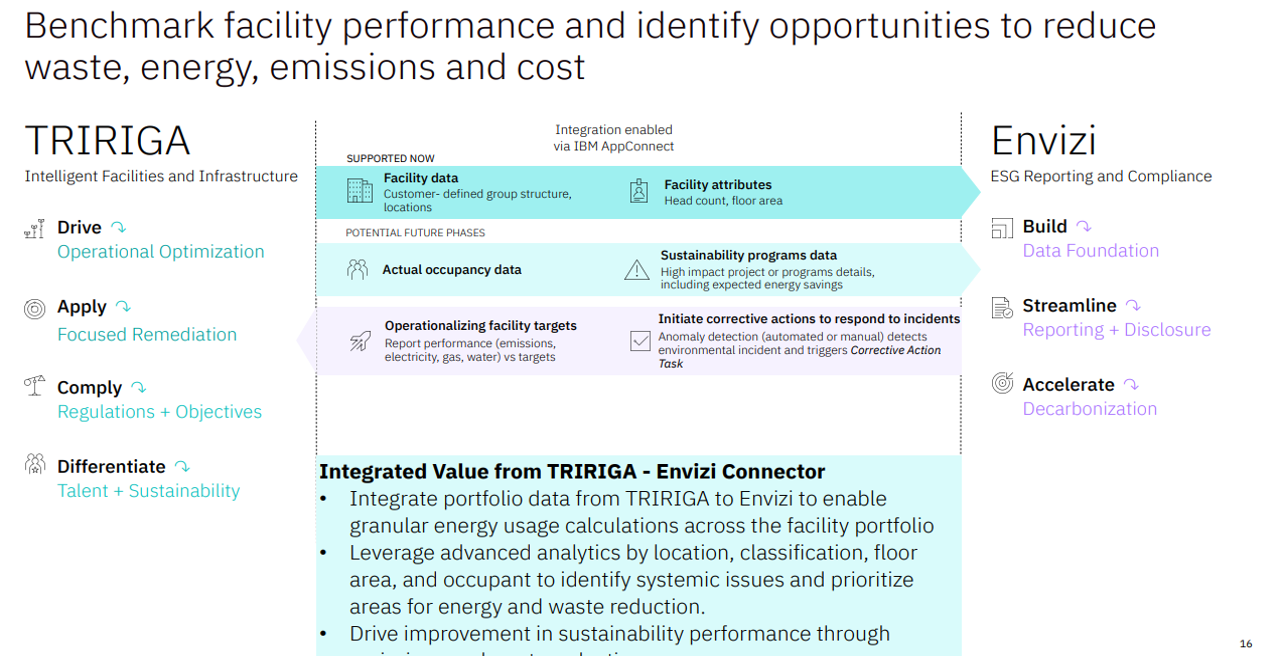 Benchmark facility performance and identify opportunities to reduce
waste, energy, emissions and cost
TRIRIGA
Intelligent Facilities and Infrastructure
Drive
Operational Optimization
Apply
Focused Remediation
Comply
Regulations + Objectives
Differentiate
Talent + Sustainability
Integration enabled
via IBM AppConnect
SUPPORTED NOW
Facility data
Customer- defined group structure,
locations
Facility attributes
Head count, floor area
POTENTIAL FUTURE PHASES
Actual occupancy data
Sustainability programs data
High impact project or programs details,
including expected energy savings
Operationalizing facility targets
Report performance (emissions,
electricity, gas, water) vs targets
Initiate corrective actions to respond to incidents
Anomaly detection (automated or manual) detects
environmental incident and triggers Corrective Action
Task
Integrated Value from TRIRIGA - Envizi Connector
• Integrate portfolio data from TRIRIGA to Envizi to enable
granular energy usage calculations across the facility portfolio
• Leverage advanced analytics by location, classification, floor
area, and occupant to identify systemic issues and prioritize
areas for energy and waste reduction.
• Drive improvement in sustainability performance through
Envizi
ESG Reporting and Compliance
Build
Data Foundation
Streamline
Reporting + Disclosure
Accelerate
Decarbonization
16